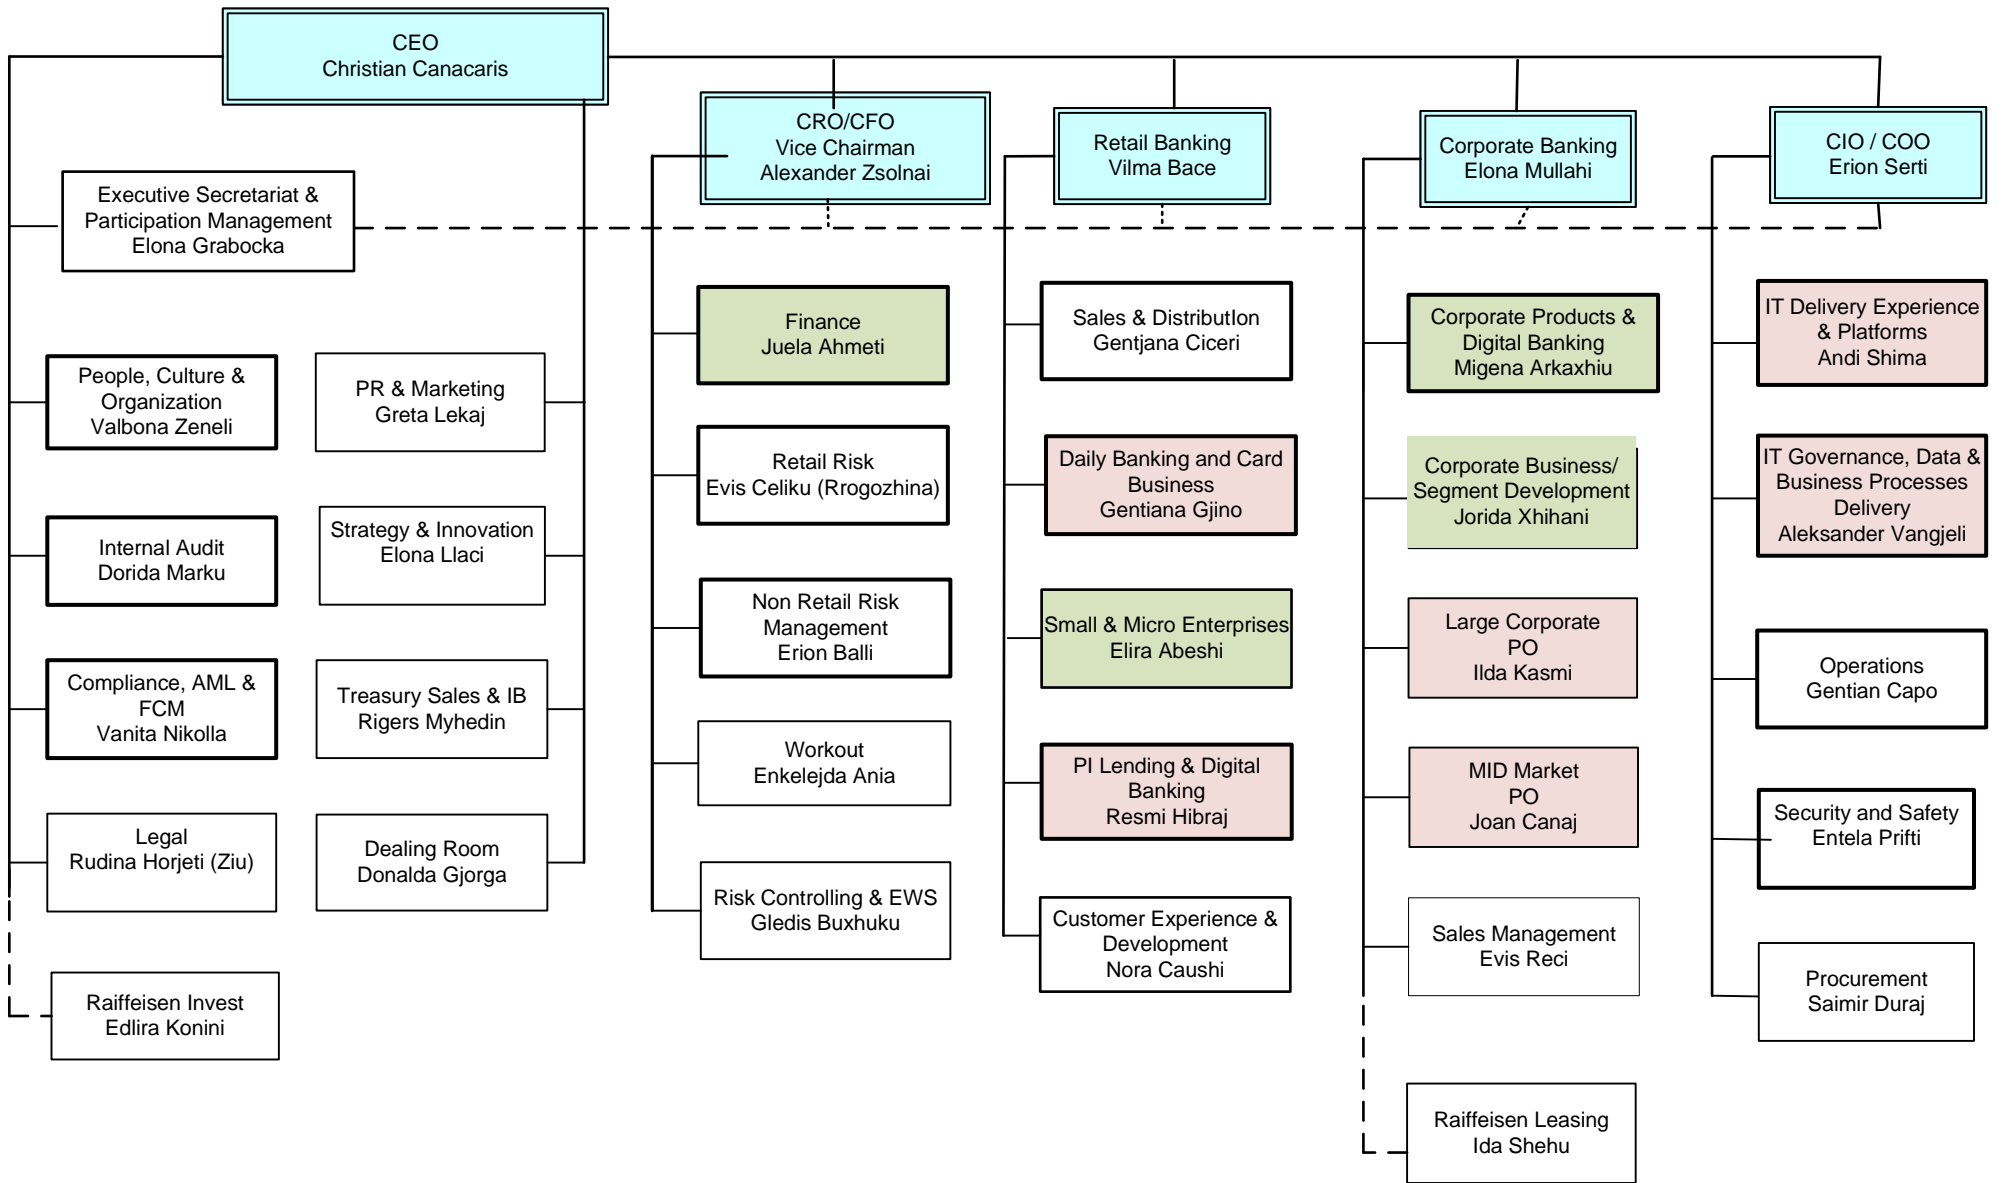 CEO
Christian Canacaris
CRO/CFO
Vice Chairman
Alexander Zsolnai
Retail Banking
Vilma Bace
Corporate Banking
Elona Mullahi
CIO / COO
Erion Serti
Executive Secretariat &
Participation Management
Elona Grabocka
People, Culture &
Organization
Valbona Zeneli
Internal Audit
Dorida Marku
Compliance, AML &
FCM
Vanita Nikolla
Legal
Rudina Horjeti (Ziu)
Raiffeisen Invest
Edlira Konini
PR & Marketing
Greta Lekaj
Strategy & Innovation
Elona Llaci
Treasury Sales & IB
Rigers Myhedin
Dealing Room
Donalda Gjorga
Finance
Juela Ahmeti
Retail Risk
Evis Celiku (Rrogozhina)
Non Retail Risk
Management
Erion Balli
Workout
Enkelejda Ania
Risk Controlling & EWS
Gledis Buxhuku
Sales & DistributIon
Gentjana Ciceri
Daily Banking and Card
Business
Gentiana Gjino
Small & Micro Enterprises
Elira Abeshi
PI Lending & Digital
Banking
Resmi Hibraj
Customer Experience &
Development
Nora Caushi
Corporate Products &
Digital Banking
Migena Arkaxhiu
Corporate Business/
Segment Development
Jorida Xhihani
Large Corporate
PO
Ilda Kasmi
MID Market
PO
Joan Canaj
Sales Management
Evis Reci
Raiffeisen Leasing
Ida Shehu
IT Delivery Experience
& Platforms
Andi Shima
IT Governance, Data &
Business Processes
Delivery
Aleksander Vangjeli
Operations
Gentian Capo
Security and Safety
Entela Prifti
Procurement
Saimir Duraj